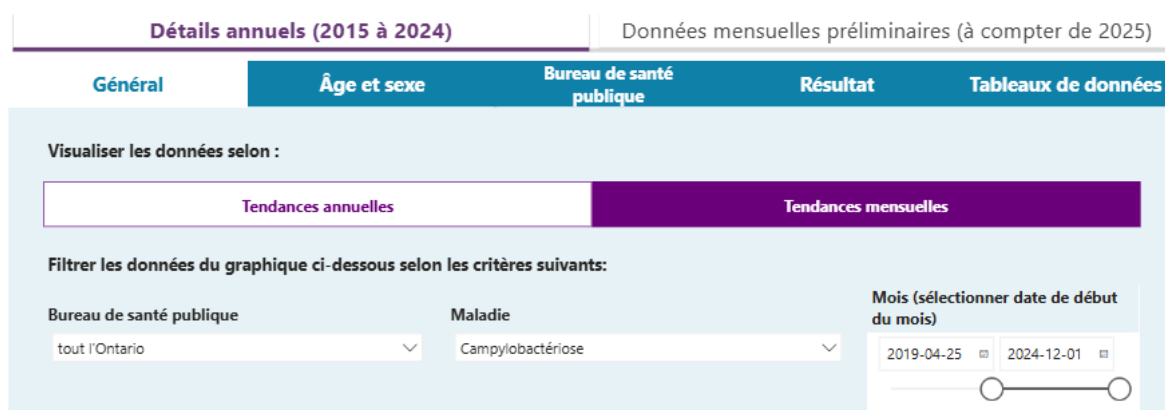 Détails annuels (2015 à 2024)
Données mensuelles préliminaires (à compter de 2025)
Général
Âge et sexe
Bureau de santé
publique
Résultat
Tableaux de données
Visualiser les données selon :
Tendances annuelles
Tendances mensuelles
Filtrer les données du graphique ci-dessous selon les critères suivants:
Bureau de santé publique
tout l'Ontario
Maladie
Campylobactériose
Mois (sélectionner date de début
du mois)
2019-04-25
2024-12-01